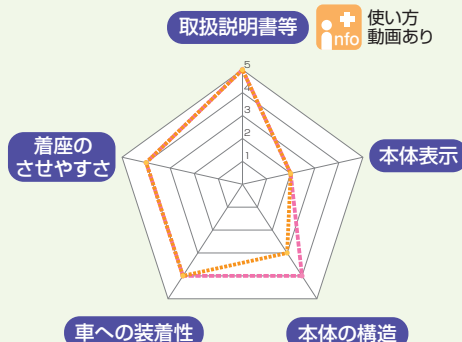 取扱説明書等
info
使い方
動画あり
5
4
3
2
1
着座の
させやすさ
本体表示
車への装着性
本体の構造